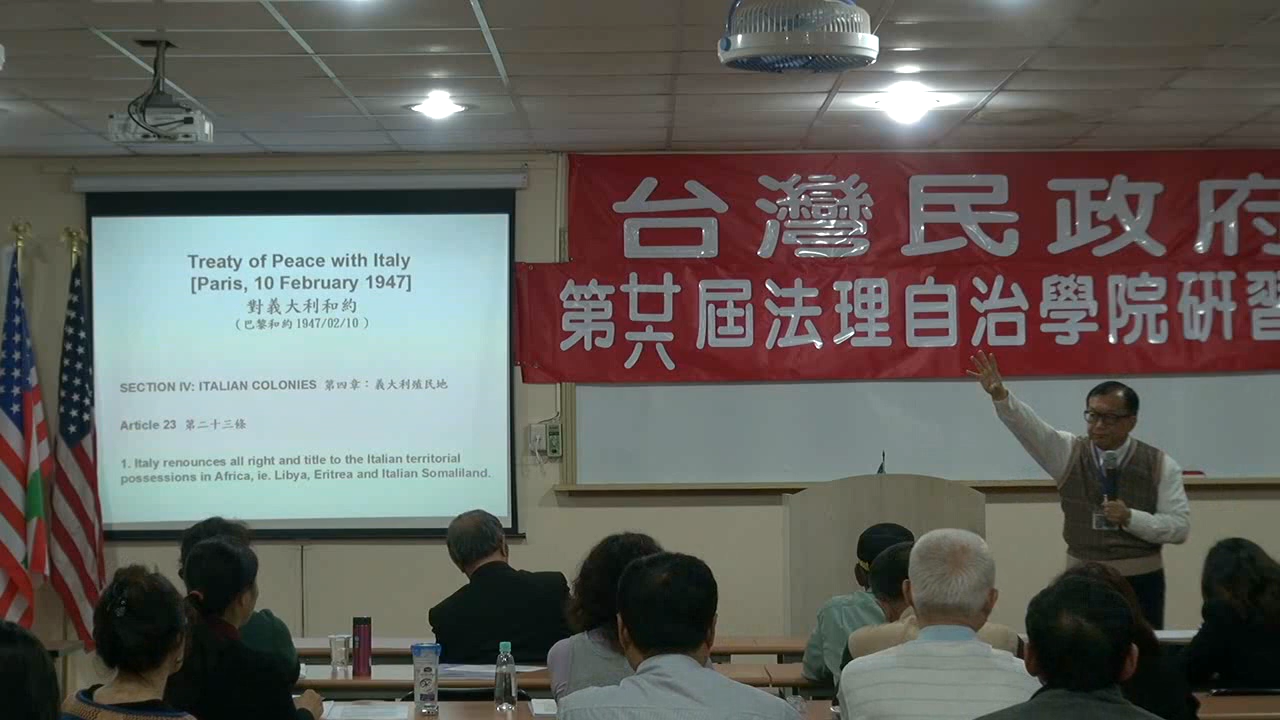 Treaty of Peace with Italy
[Paris, 10 February 1947]
對義大利和約
(巴黎和約 1947/02/10 )
SECTION IV: ITALIAN COLONIES 第四章：義大利殖民地
Article 23 第二十三條
1. Italy renounces all right and title to the Italian territorial
possessions in Africa, ie. Libya, Eritrea and Italian Somaliland.
台灣民政府
第廿六屆法理自治學院研習